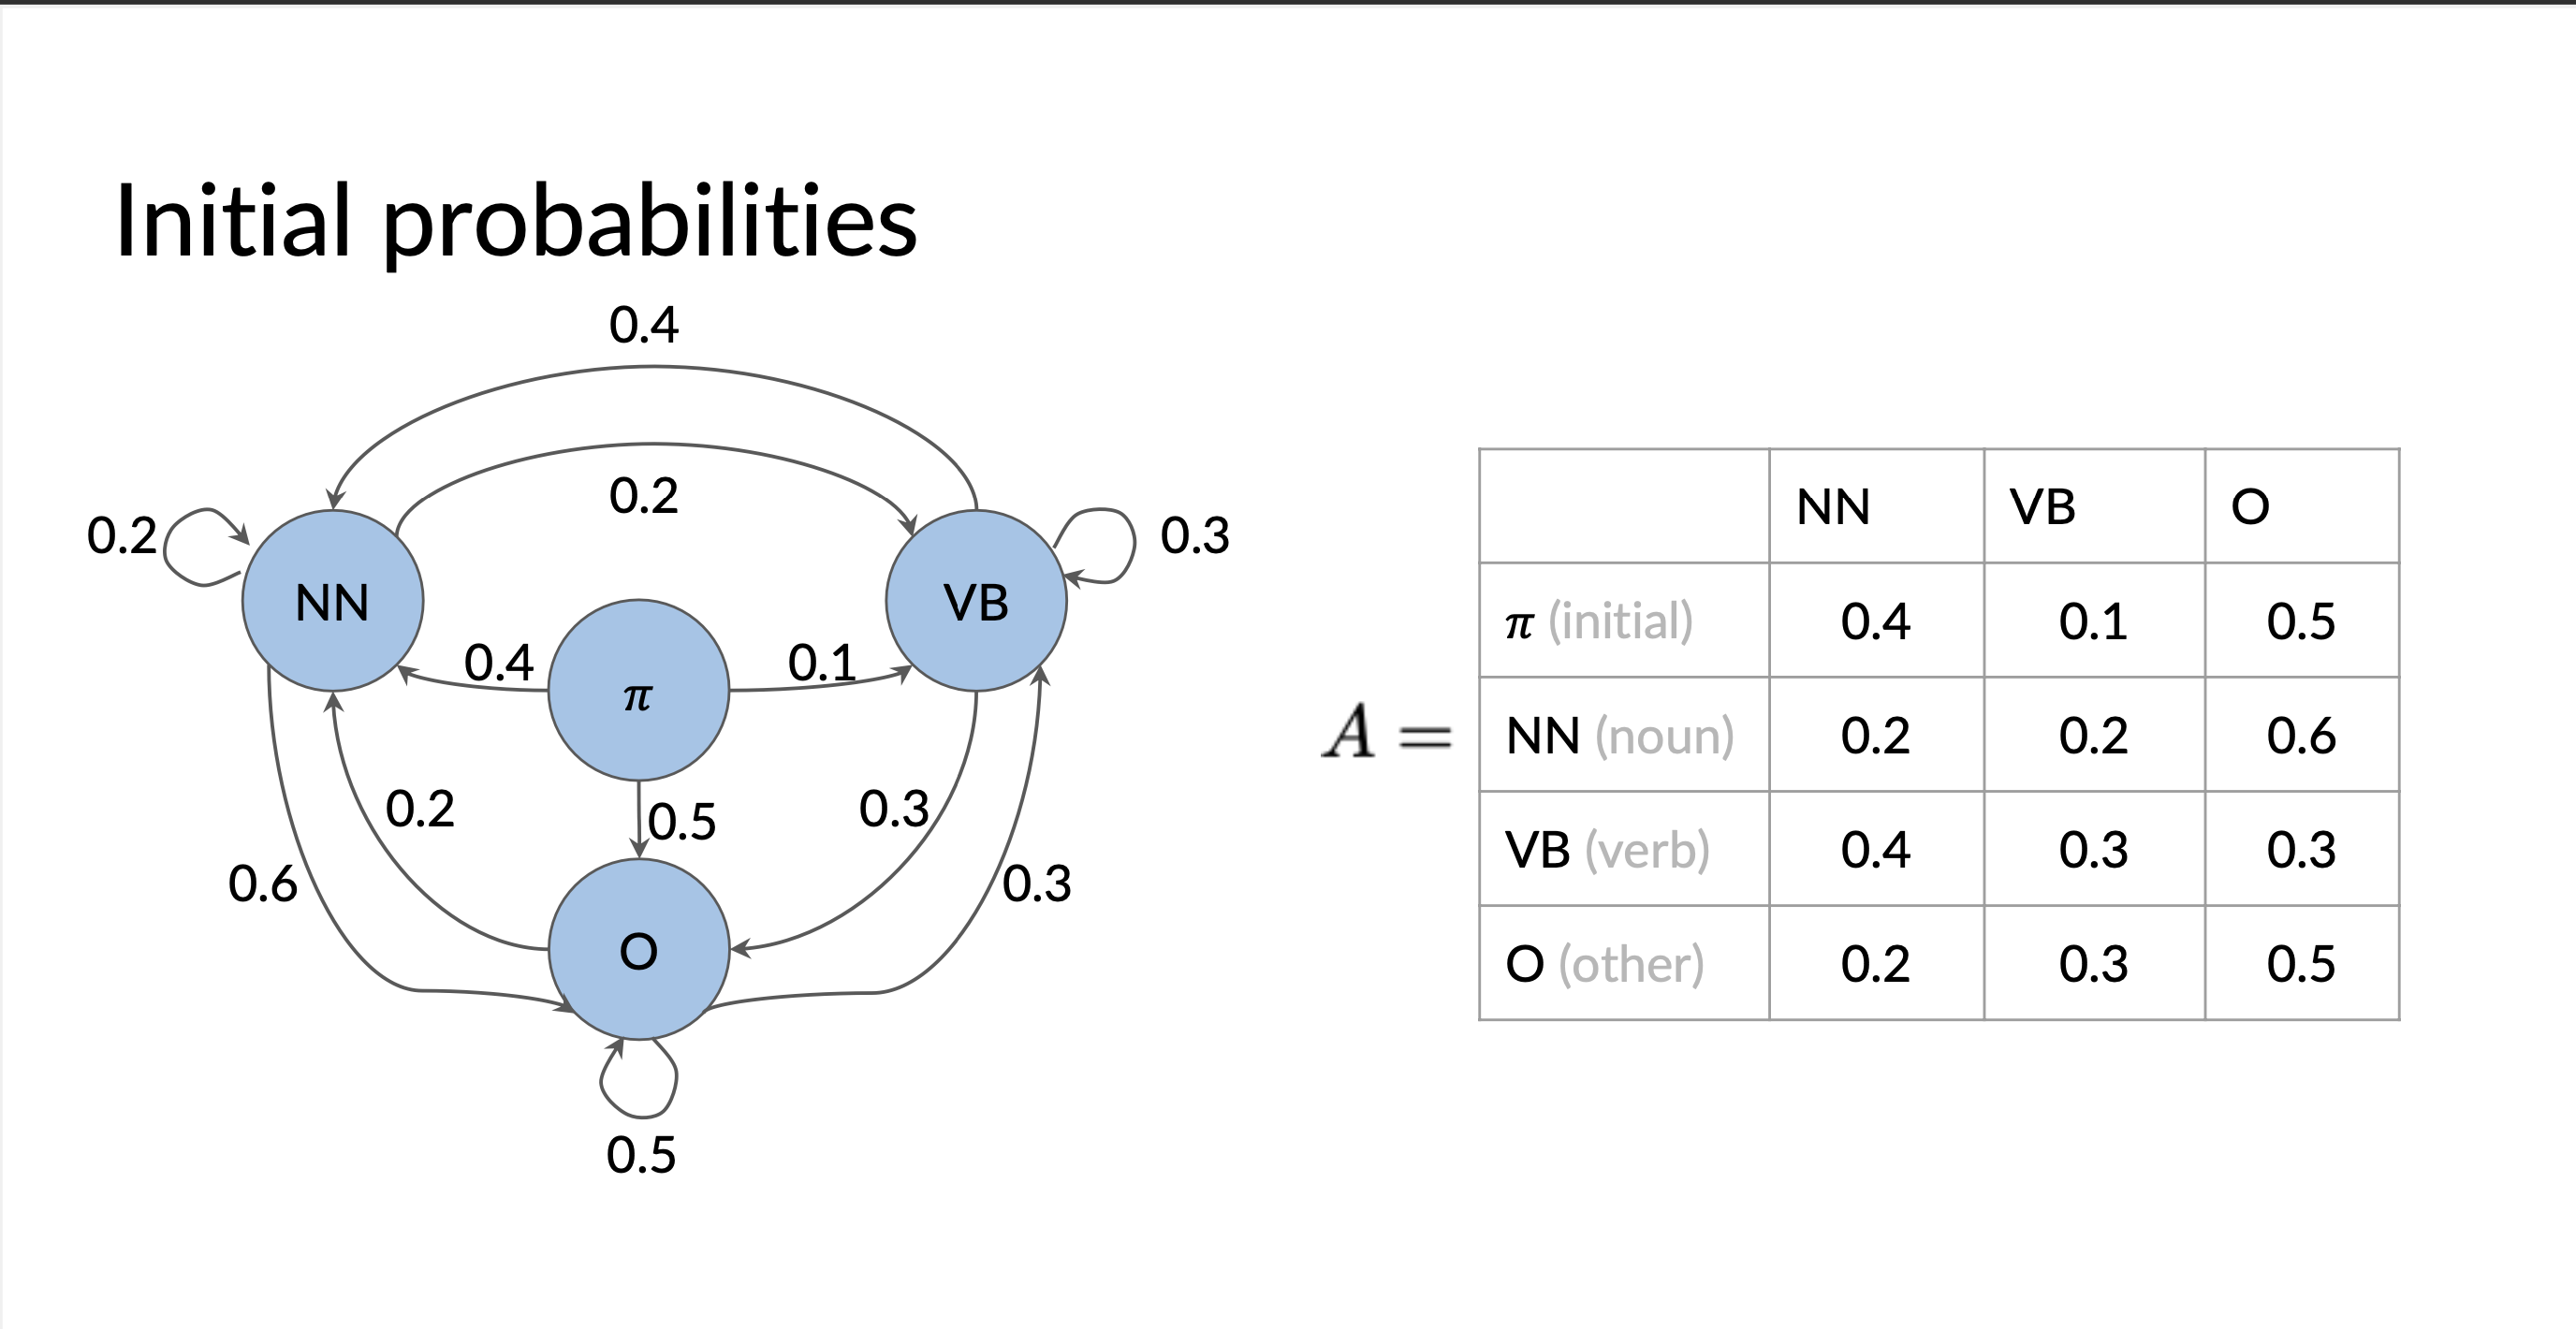 Initial probabilities
0.4
0.2
0.2
0.3
NN
VB
0.4
0.1
π
0.2
0.5
0.3
0.6
0.3
O
0.5
A =
NN VB O
π (initial) 0.4 0.1 0.5
NN (noun) 0.2 0.2 0.6
VB (verb) 0.4 0.3 0.3
O (other) 0.2 0.3 0.5